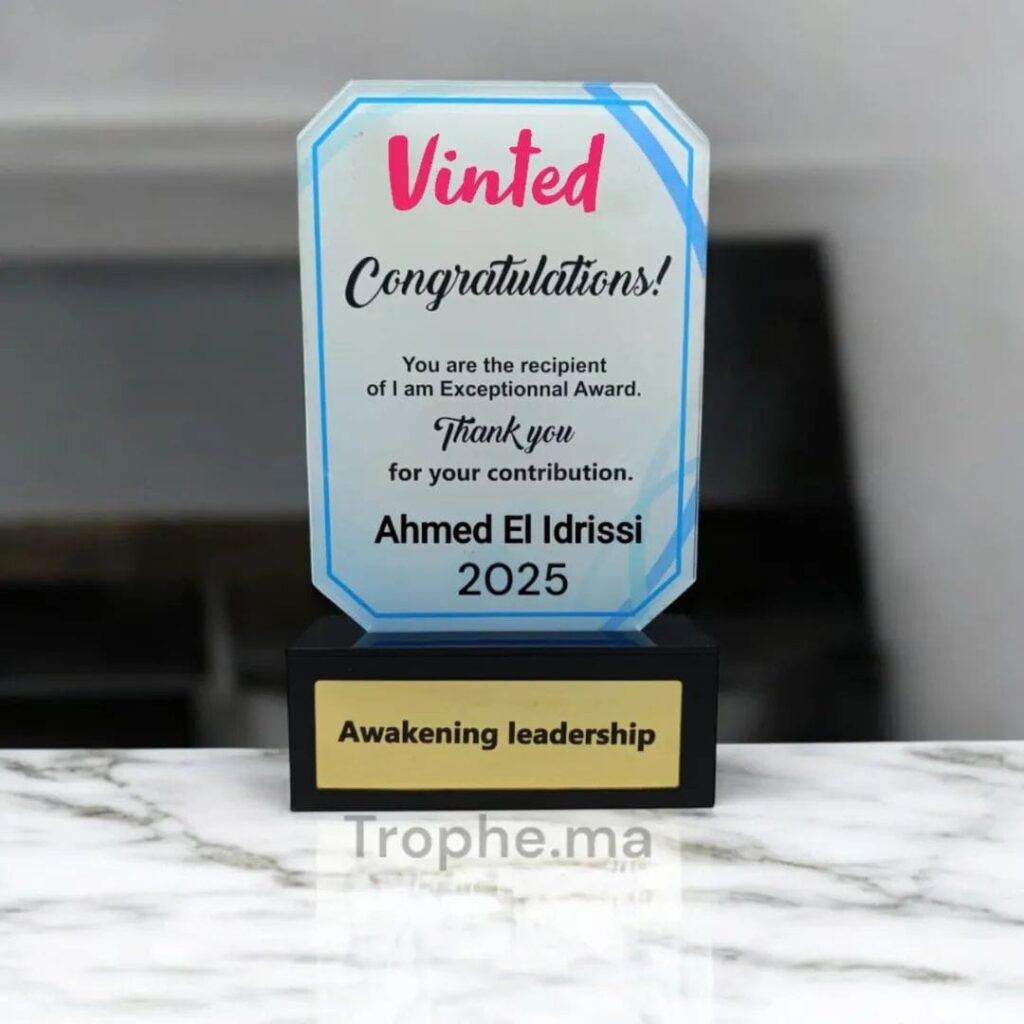 Vinted
Congratulations!
You are the recipient
of I am Exceptionnal Award.
Thank you
for your contribution.
Ahmed El Idrissi
2025
Awakening leadership
Trophe.ma